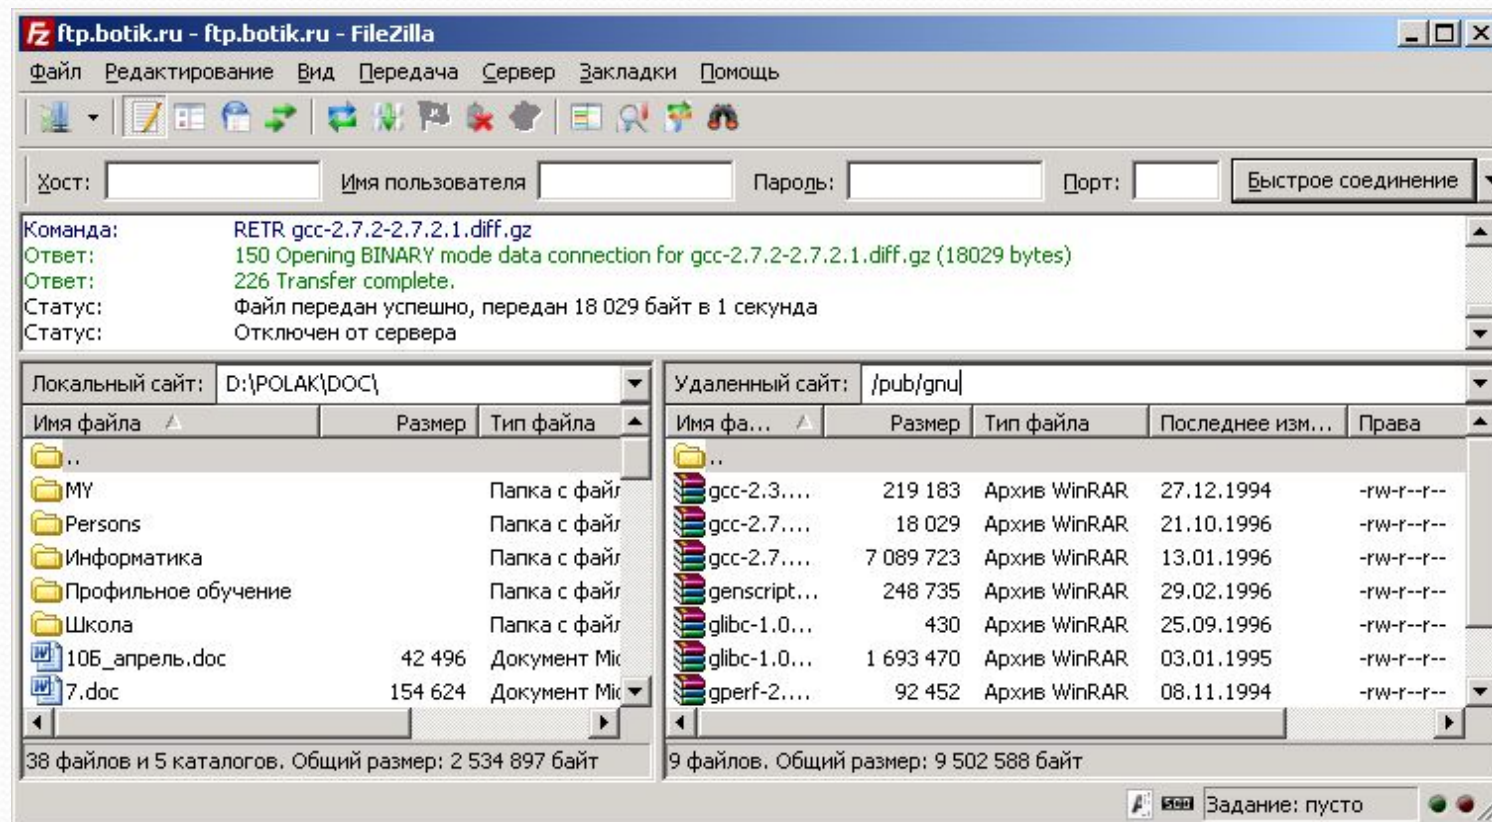 ftp.botik.ru - ftp.botik.ru - FileZilla
Файл Редактирование Вид Передача Сервер Закладки Помощь
Хост: Имя пользователя Пароль: Порт: Быстрое соединение
Команда: RETR gcc-2.7.2-2.7.2.1.diff.gz
Ответ: 150 Opening BINARY mode data connection for gcc-2.7.2-2.7.2.1.diff.gz (18029 bytes)
Ответ: 226 Transfer complete.
Статус: Файл передан успешно, передан 18 029 байт в 1 секунда
Статус: Отключен от сервера
Локальный сайт: D:\POLAK\DOC\
Имя файла Размер Тип файла
..
MY Папка с файл
Persons Папка с файл
Информатика Папка с файл
Профильное обучение Папка с файл
Школа Папка с файл
10Б_апрель.doc 42 496 Документ Mic
7.doc 154 624 Документ Mic
38 файлов и 5 каталогов. Общий размер: 2 534 897 байт
Удаленный сайт: /pub/gnu
Имя фа... Размер Тип файла Последнее изм... Права
..
gcc-2.3.... 219 183 Архив WinRAR 27.12.1994 -rw-r--r--
gcc-2.7.... 18 029 Архив WinRAR 21.10.1996 -rw-r--r--
gcc-2.7.... 7 089 723 Архив WinRAR 13.01.1996 -rw-r--r--
genscript... 248 735 Архив WinRAR 29.02.1996 -rw-r--r--
glibc-1.0... 430 Архив WinRAR 25.09.1996 -rw-r--r--
glibc-1.0... 1 693 470 Архив WinRAR 03.01.1995 -rw-r--r--
gperf-2.... 92 452 Архив WinRAR 08.11.1994 -rw-r--r--
9 файлов. Общий размер: 9 502 588 байт
Задание: пусто